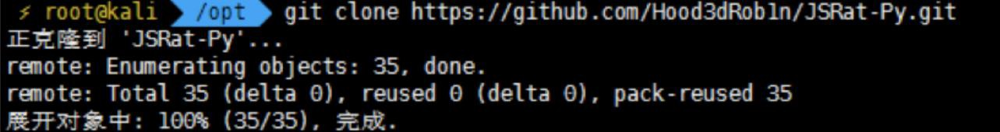 ⚡ root@kali /opt git clone https://github.com/Hood3dRob1n/JSRat-Py.git
正克隆到 'JSRat-Py'...
remote: Enumerating objects: 35, done.
remote: Total 35 (delta 0), reused 0 (delta 0), pack-reused 35
展开对象中: 100% (35/35), 完成.